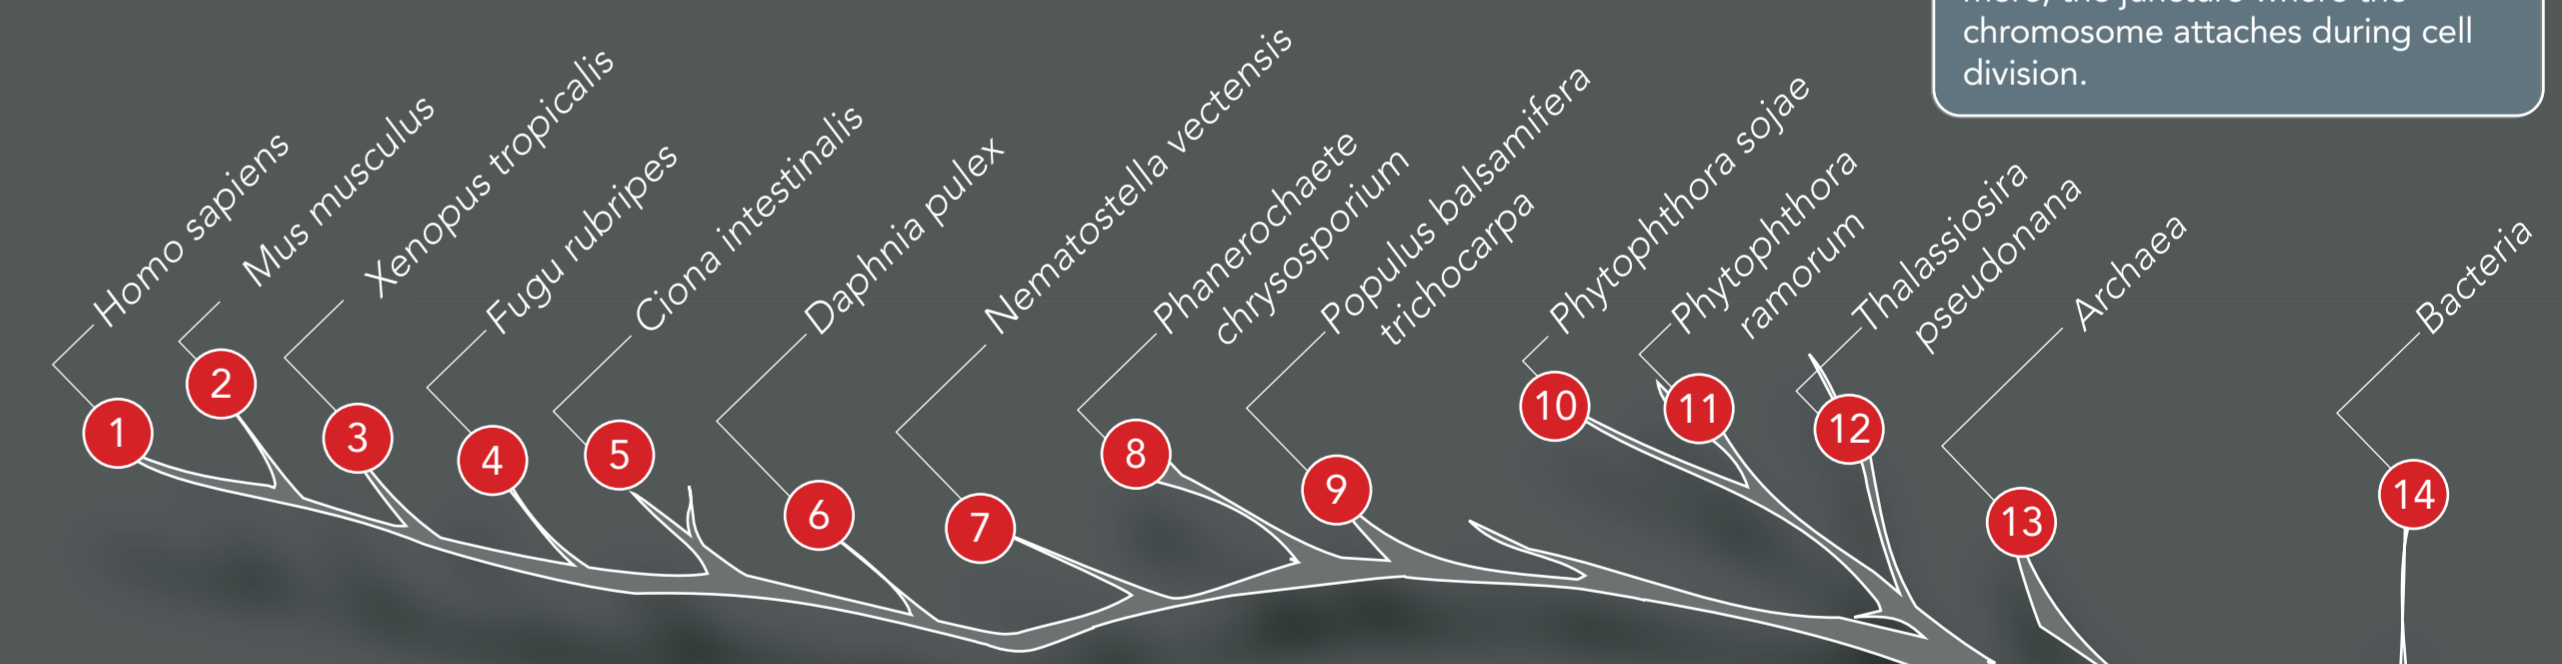 chromosome attaches during cell
division.
Homo sapiens
Mus musculus
Xenopus tropicalis
Fugu rubripes
Ciona intestinalis
Daphnia pulex
Nematostella vectensis
Phanerochaete
chrysosporium
Populus balsamifera
trichocarpa
Phytophthora sojae
Phytophthora
ramorum
Thalassiosira
pseudonana
Archaea
Bacteria
1
2
3
4
5
6
7
8
9
10
11
12
13
14